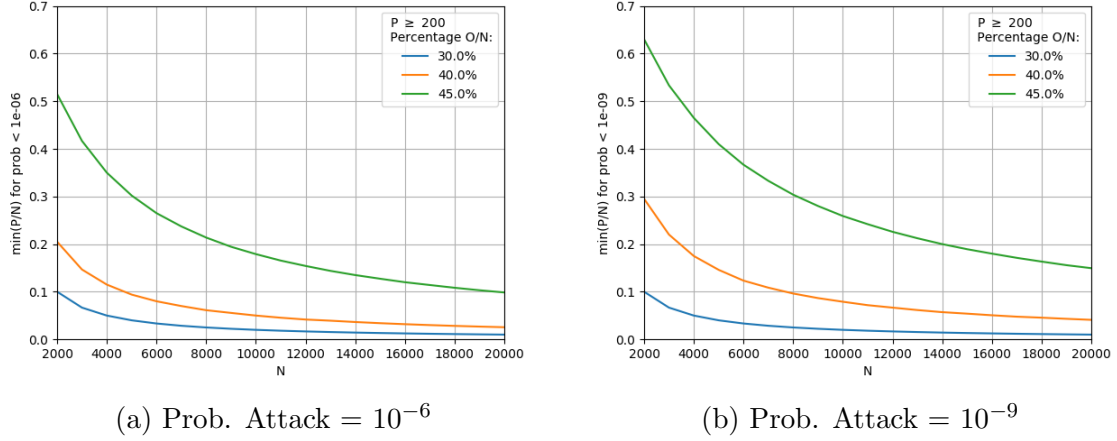 0.7
0.6
0.5
0.4
0.3
0.2
0.1
0.0
min(P/N) for prob < 1e-06
P ≥ 200
Percentage O/N:
30.0%
40.0%
45.0%
2000 4000 6000 8000 10000 12000 14000 16000 18000 20000
N
(a) Prob. Attack = 10⁻⁶
0.7
0.6
0.5
0.4
0.3
0.2
0.1
0.0
min(P/N) for prob < 1e-09
P ≥ 200
Percentage O/N:
30.0%
40.0%
45.0%
2000 4000 6000 8000 10000 12000 14000 16000 18000 20000
N
(b) Prob. Attack = 10⁻⁹